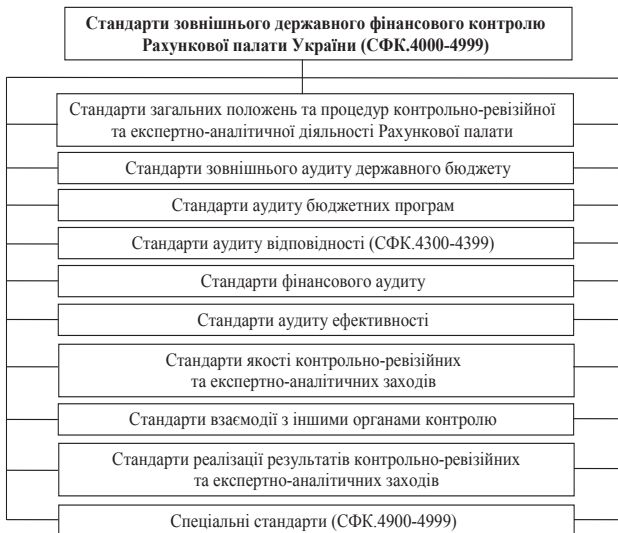 Стандарти зовнішнього державного фінансового контролю
Рахункової палати України (СФК.4000-4999)
Стандарти загальних положень та процедур контрольно-ревізійної
та експертно-аналітичної діяльності Рахункової палати
Стандарти зовнішнього аудиту державного бюджету
Стандарти аудиту бюджетних програм
Стандарти аудиту відповідності (СФК.4300-4399)
Стандарти фінансового аудиту
Стандарти аудиту ефективності
Стандарти якості контрольно-ревізійних
та експертно-аналітичних заходів
Стандарти взаємодії з іншими органами контролю
Стандарти реалізації результатів контрольно-ревізійних
та експертно-аналітичних заходів
Спеціальні стандарти (СФК.4900-4999)